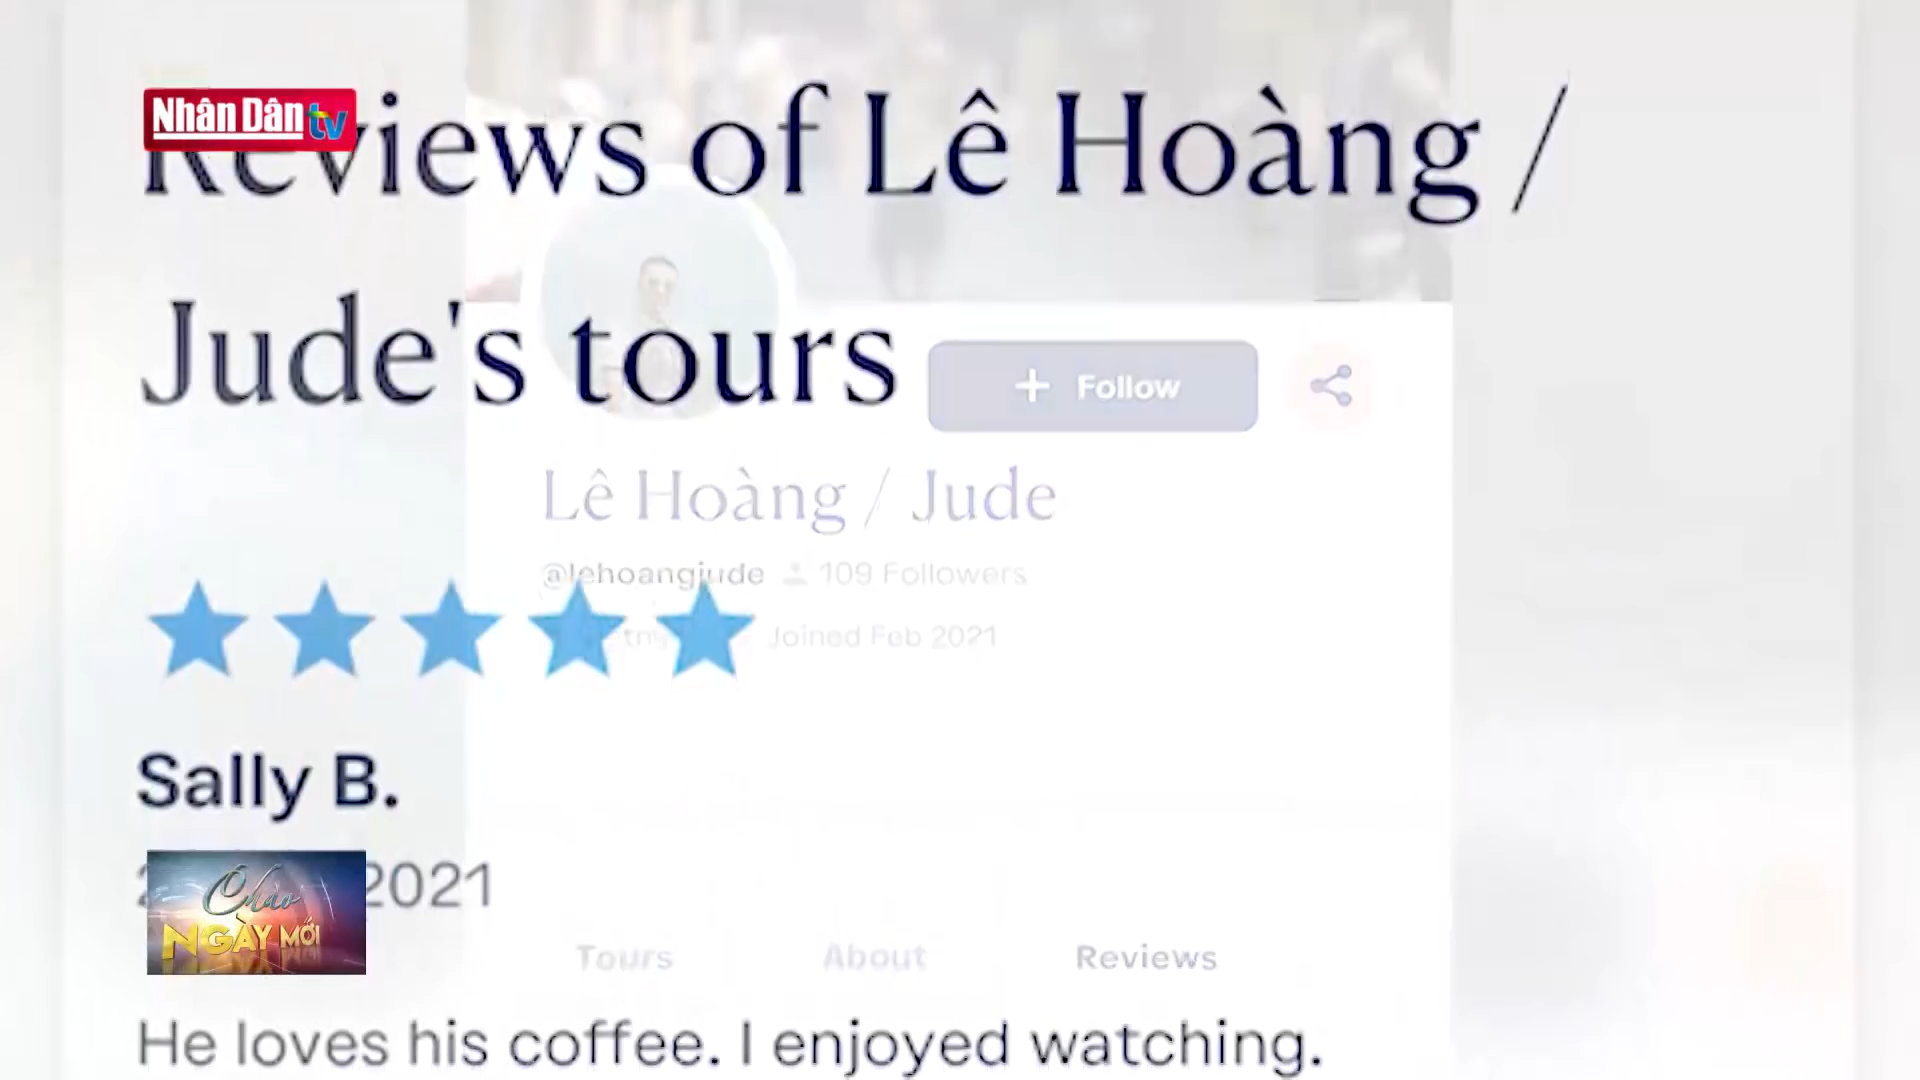 Nhân Dân tv
Reviews of Lê Hoàng /
Jude's tours
+ Follow
Lê Hoàng / Jude
@lehoangjude 109 Followers
Joined Feb 2021
Sally B.
2021
Chào
NGÀY MỚI
Tours About Reviews
He loves his coffee. I enjoyed watching.